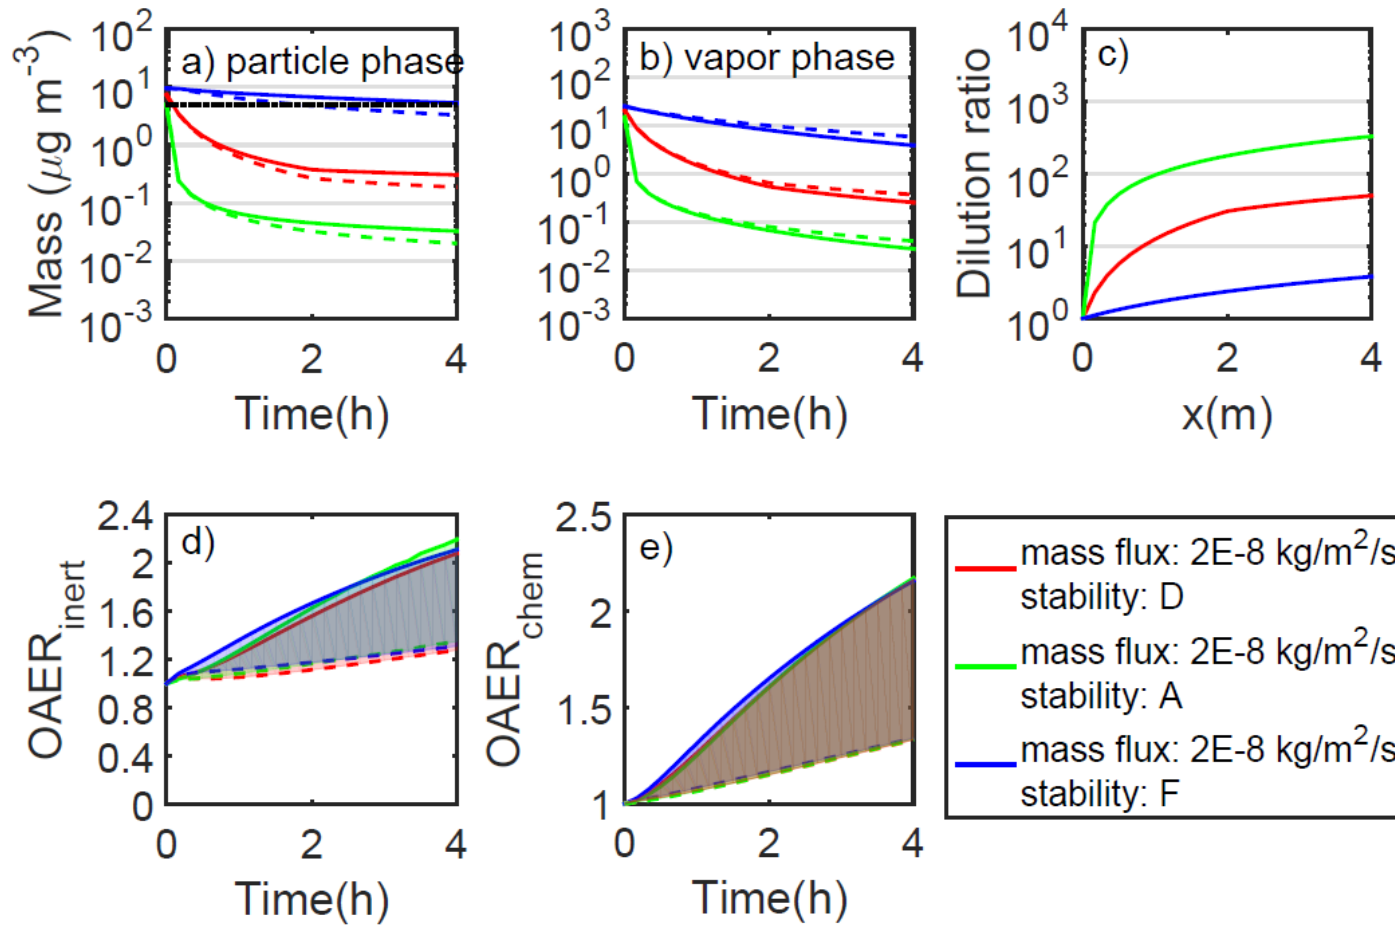 a) particle phase
Mass (μg m⁻³)
10²
10¹
10⁰
10⁻¹
10⁻²
10⁻³
0 2 4
Time(h)
b) vapor phase
10³
10²
10¹
10⁰
10⁻¹
10⁻²
10⁻³
0 2 4
Time(h)
c)
Dilution ratio
10⁴
10³
10²
10¹
10⁰
0 2 4
x(m)
d)
OAER_inert
2.4
2
1.6
1.2
0.8
0.4
0
0 2 4
Time(h)
e)
OAER_chem
2.5
2
1.5
1
0 2 4
Time(h)
mass flux: 2E-8 kg/m²/s
stability: D
mass flux: 2E-8 kg/m²/s
stability: A
mass flux: 2E-8 kg/m²/s
stability: F